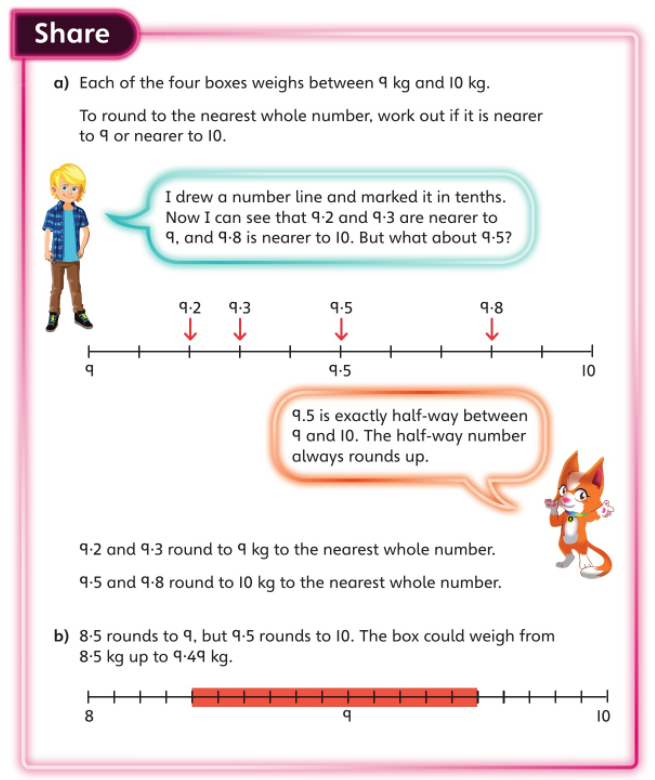 Share
a) Each of the four boxes weighs between 9 kg and 10 kg.
To round to the nearest whole number, work out if it is nearer
to 9 or nearer to 10.
I drew a number line and marked it in tenths.
Now I can see that 9·2 and 9·3 are nearer to
9, and 9·8 is nearer to 10. But what about 9·5?
9·2 9·3 9·5 9·8
9 9·5 10
9.5 is exactly half-way between
9 and 10. The half-way number
always rounds up.
9·2 and 9·3 round to 9 kg to the nearest whole number.
9·5 and 9·8 round to 10 kg to the nearest whole number.
b) 8·5 rounds to 9, but 9·5 rounds to 10. The box could weigh from
8·5 kg up to 9·49 kg.
8 9 10